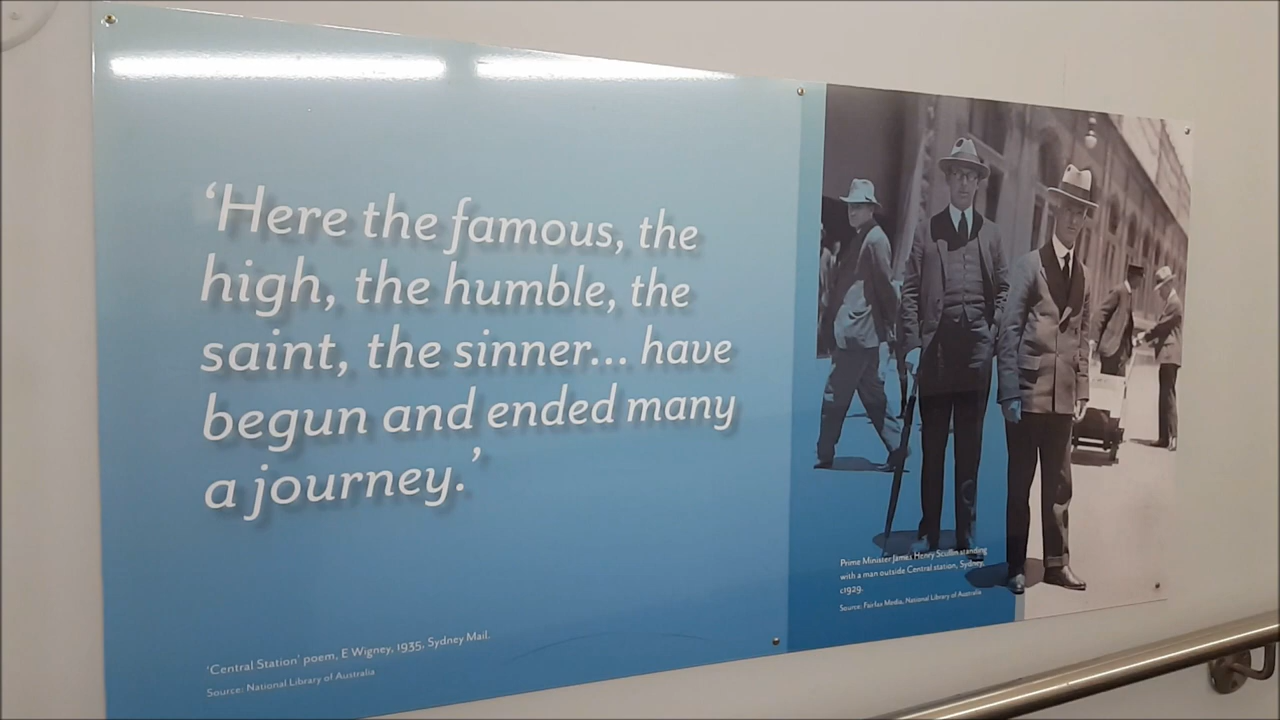 ‘Here the famous, the
high, the humble, the
saint, the sinner... have
begun and ended many
a journey.’
‘Central Station’ poem, E Wigney, 1935, Sydney Mail.
Source: National Library of Australia
Prime Minister James Henry Scullin standing
with a man outside Central station, Sydney,
c1929.
Source: Fairfax Media, National Library of Australia